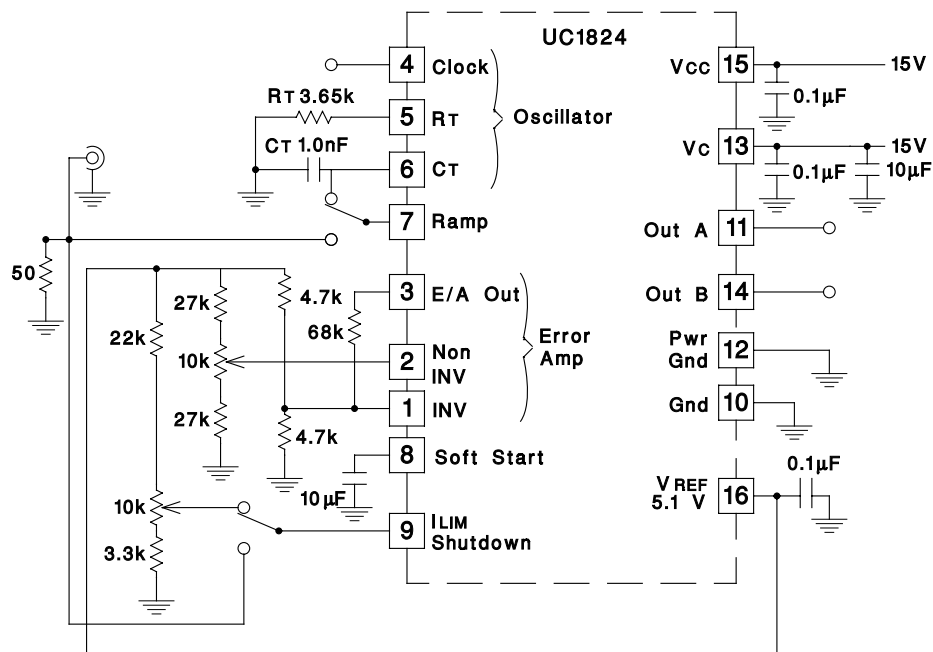 UC1824
4 Clock
RT 3.65k
5 RT
Oscillator
CT 1.0nF
6 CT
7 Ramp
50
3 E/A Out
4.7k
27k
68k
22k
Error
Amp
10k
2 Non
INV
27k
1 INV
4.7k
8 Soft Start
10µF
10k
9 ILIM
Shutdown
3.3k
Vcc 15
15V
0.1µF
Vc 13
15V
0.1µF
10µF
Out A 11
Out B 14
Pwr
Gnd 12
Gnd 10
0.1µF
VREF
5.1 V 16